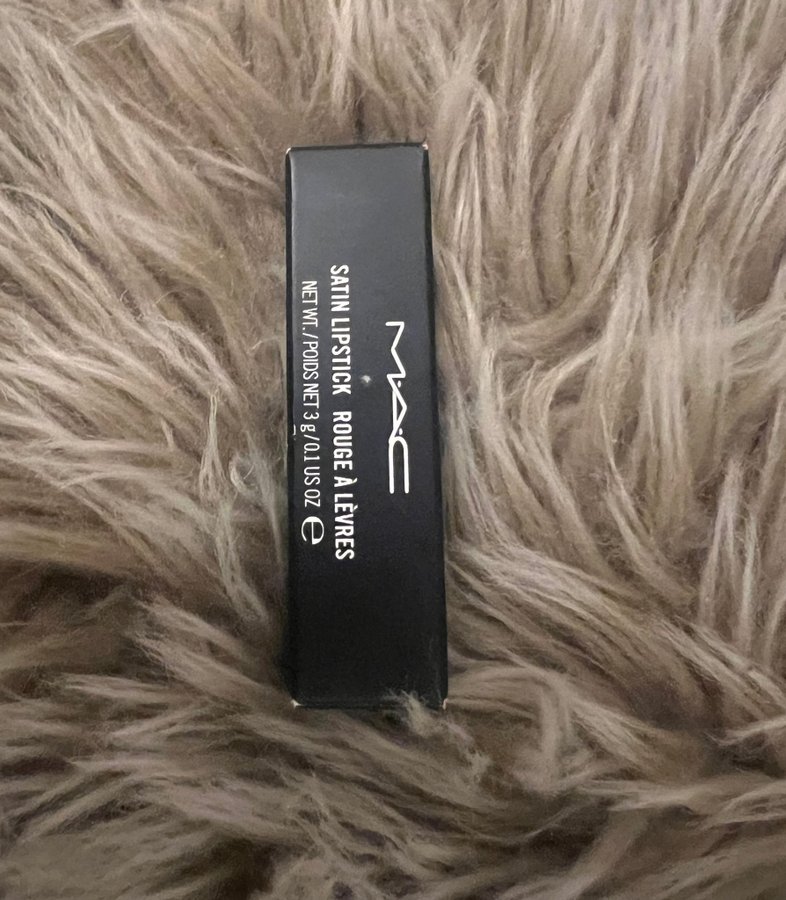 M·A·C
SATIN LIPSTICK ROUGE À LÈVRES
NET WT. / POIDS NET 3 g / 0.1 US OZ ℮